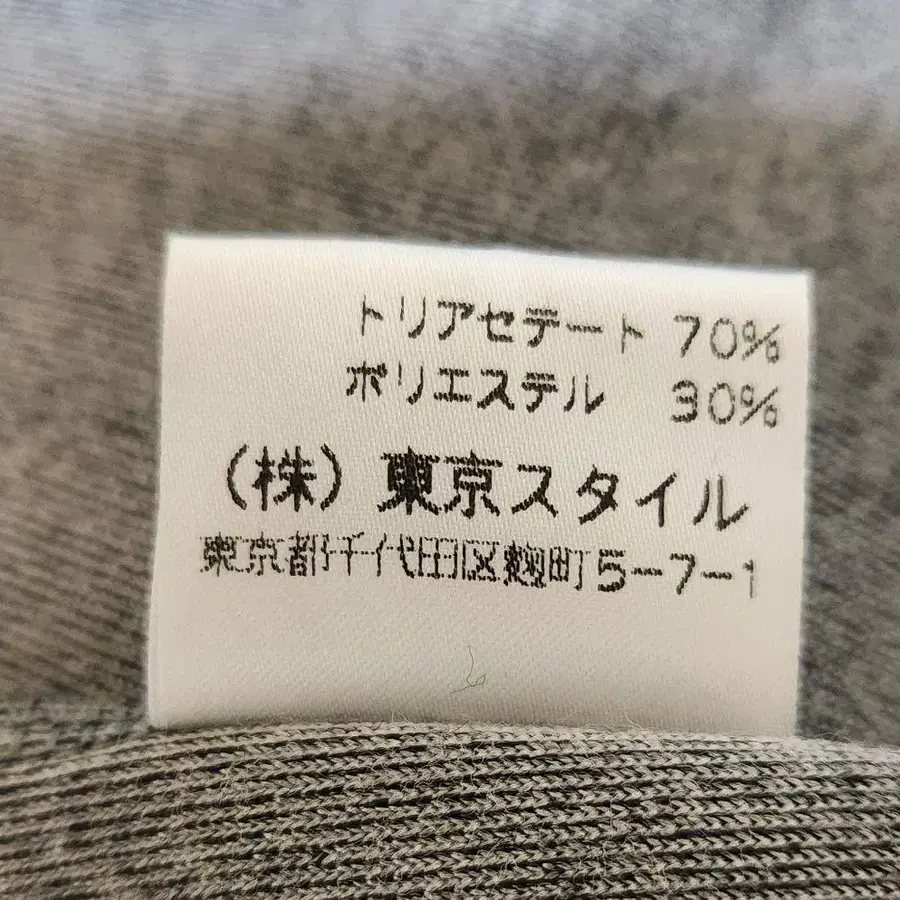 トリアセテート 70%
ポリエステル 30%
(株) 東京スタイル
東京都千代田区麹町5-7-1